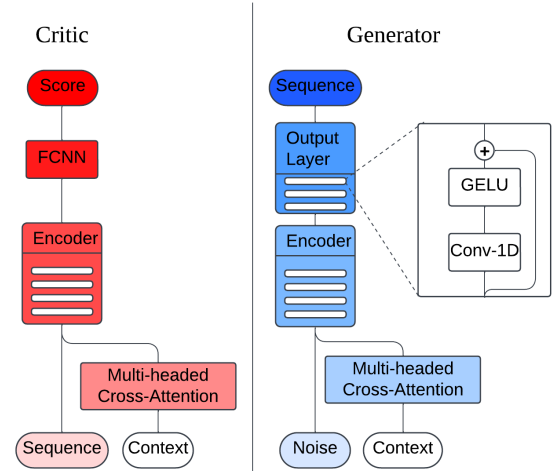 Critic
Score
FCNN
Encoder
Multi-headed
Cross-Attention
Sequence
Context
Generator
Sequence
Output
Layer
Encoder
Multi-headed
Cross-Attention
Noise
Context
+
GELU
Conv-1D